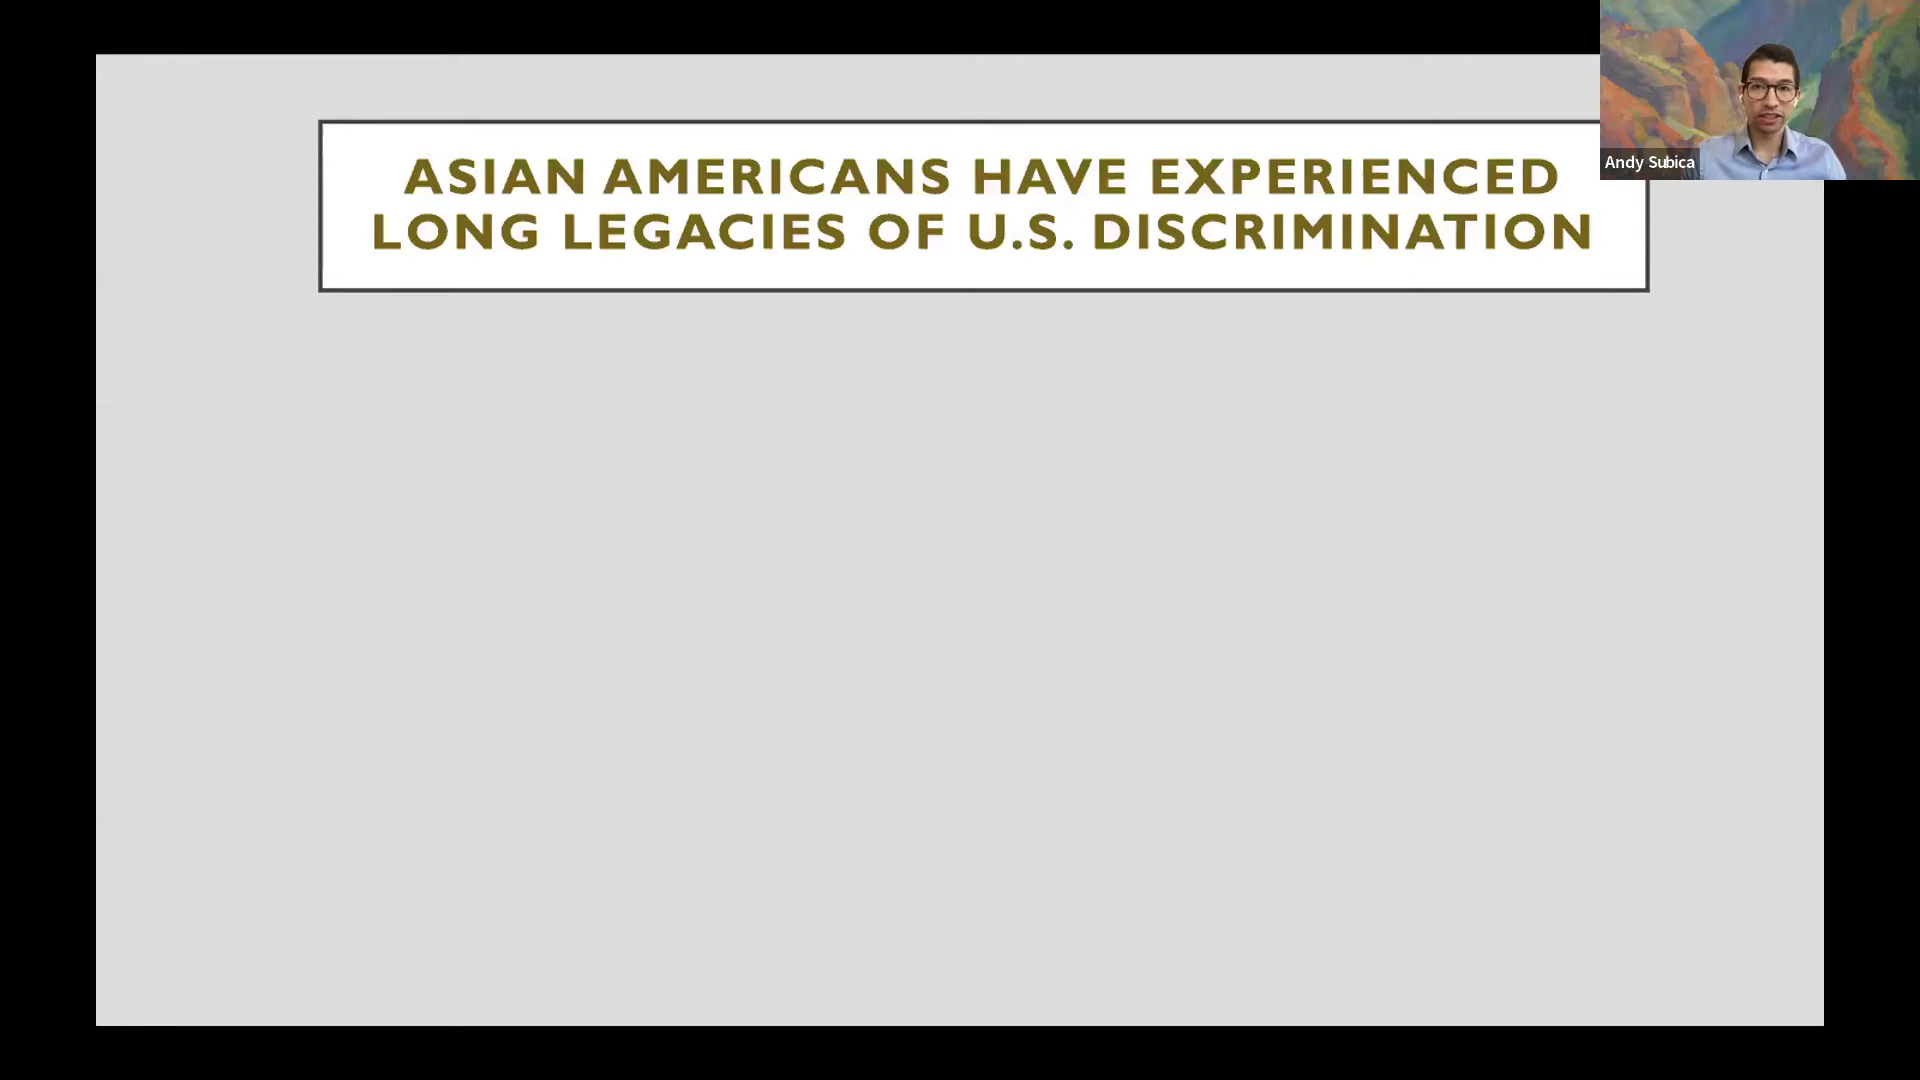 ASIAN AMERICANS HAVE EXPERIENCED
LONG LEGACIES OF U.S. DISCRIMINATION
Andy Subica